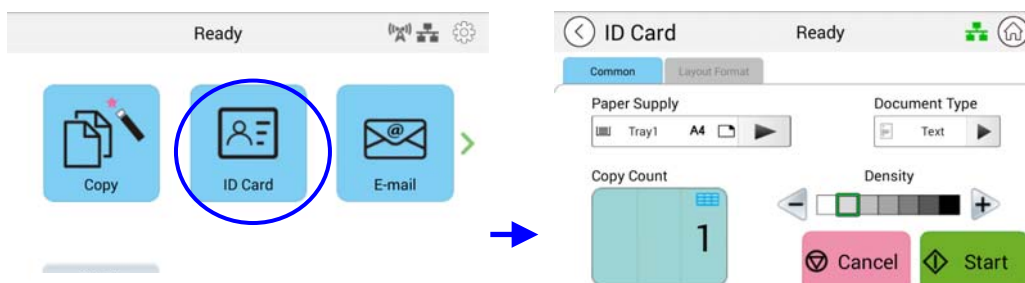 Ready
Copy
ID Card
E-mail
ID Card
Ready
Common
Layout Format
Paper Supply
Document Type
Tray1 A4
Text
Copy Count
Density
1
Cancel
Start